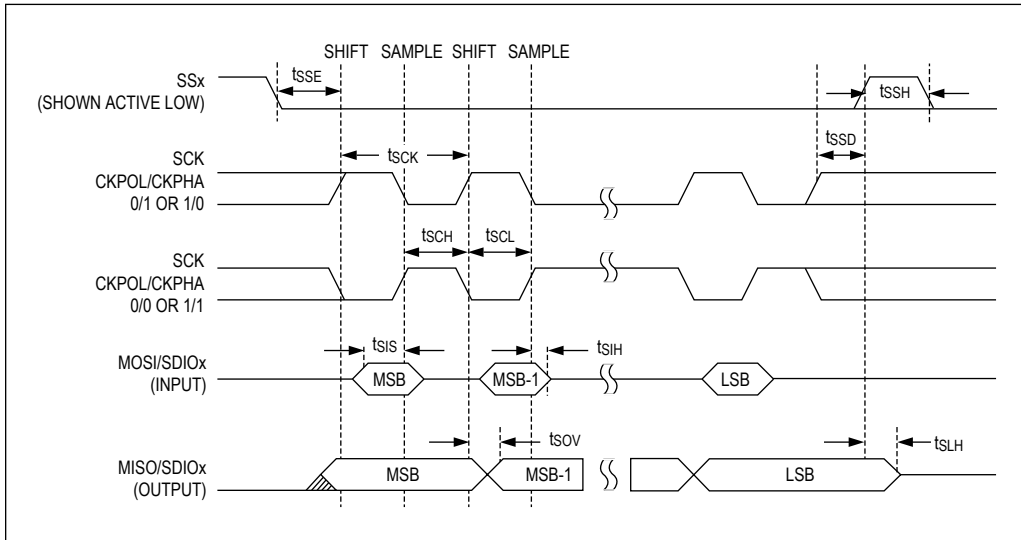 SHIFT SAMPLE SHIFT SAMPLE
SSx
(SHOWN ACTIVE LOW)
tSSE
tSSH
tSSD
SCK
CKPOL/CKPHA
0/1 OR 1/0
tSCK
tSCH
tSCL
SCK
CKPOL/CKPHA
0/0 OR 1/1
tSIS
tSIH
MOSI/SDIOx
(INPUT)
MSB
MSB-1
LSB
tSOV
tSLH
MISO/SDIOx
(OUTPUT)
MSB
MSB-1
LSB